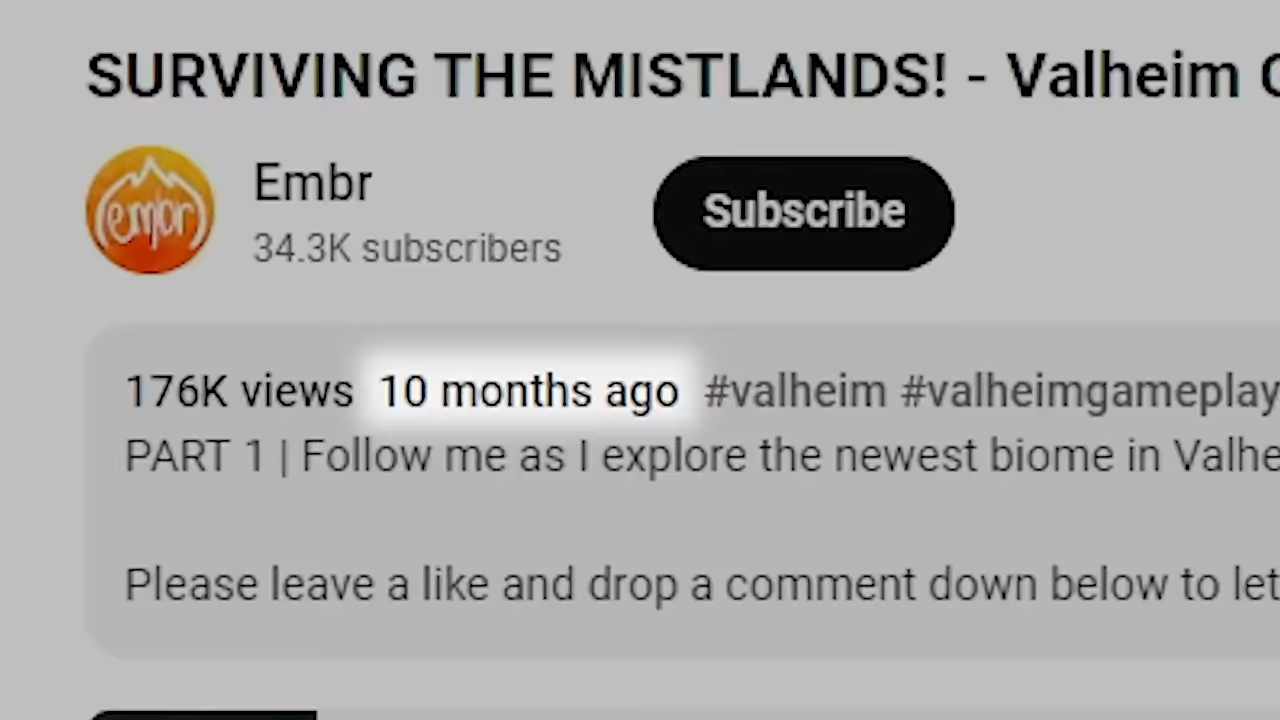 SURVIVING THE MISTLANDS! - Valheim
embr
Embr
34.3K subscribers
Subscribe
176K views 10 months ago #valheim #valheimgameplay
PART 1 | Follow me as I explore the newest biome in Valhe
Please leave a like and drop a comment down below to let